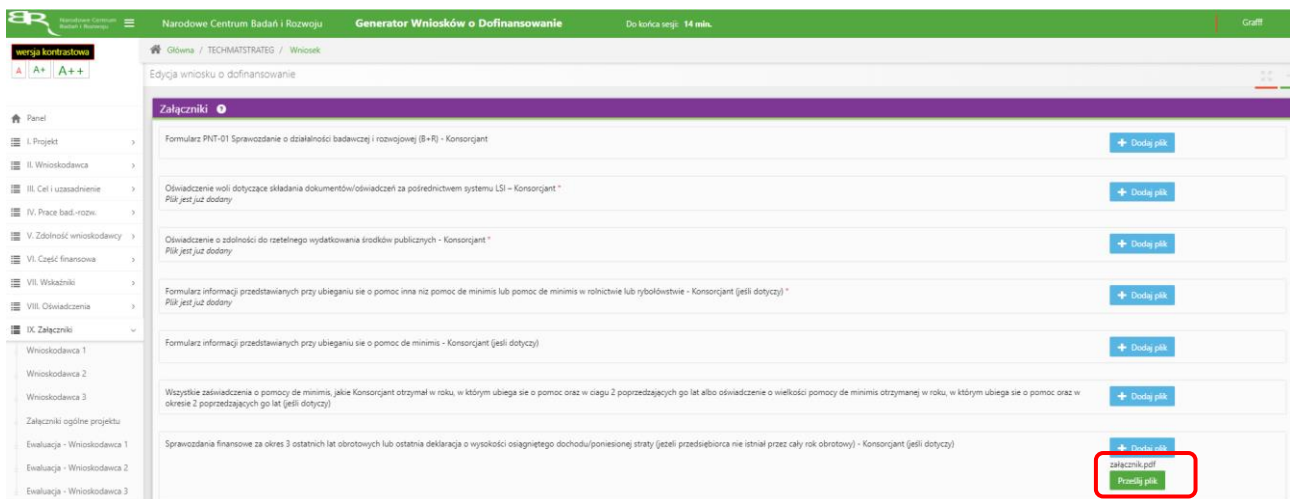 Narodowe Centrum
Badań i Rozwoju
Narodowe Centrum Badań i Rozwoju
Generator Wniosków o Dofinansowanie
Do końca sesji: 14 min.
Grafff
wersja kontrastowa
A A+ A++
Główna / TECHMATSTRATEG / Wniosek
Edycja wniosku o dofinansowanie
Panel
I. Projekt
II. Wnioskodawca
III. Cel i uzasadnienie
IV. Prace bad.-rozw.
V. Zdolność wnioskodawcy
VI. Część finansowa
VII. Wskaźniki
VIII. Oświadczenia
IX. Załączniki
Wnioskodawca 1
Wnioskodawca 2
Wnioskodawca 3
Załączniki ogólne projektu
Ewaluacja - Wnioskodawca 1
Ewaluacja - Wnioskodawca 2
Ewaluacja - Wnioskodawca 3
Załączniki
Formularz PNT-01 Sprawozdanie o działalności badawczej i rozwojowej (B+R) - Konsorcjant
Dodaj plik
Oświadczenie woli dotyczące składania dokumentów/oświadczeń za pośrednictwem systemu LSI – Konsorcjant *
Plik jest już dodany
Dodaj plik
Oświadczenie o zdolności do rzetelnego wydatkowania środków publicznych - Konsorcjant *
Plik jest już dodany
Dodaj plik
Formularz informacji przedstawianych przy ubieganiu sie o pomoc inna niz pomoc de minimis lub pomoc de minimis w rolnictwie lub rybołówstwie - Konsorcjant (jeśli dotyczy) *
Plik jest już dodany
Dodaj plik
Formularz informacji przedstawianych przy ubieganiu sie o pomoc de minimis - Konsorcjant (jesli dotyczy)
Dodaj plik
Wszystkie zaświadczenia o pomocy de minimis, jakie Konsorcjant otrzymał w roku, w którym ubiega sie o pomoc oraz w ciagu 2 poprzedzających go lat albo oświadczenie o wielkości pomocy de minimis otrzymanej w roku, w którym ubiega sie o pomoc oraz w
okresie 2 poprzedzających go lat (jeśli dotyczy)
Dodaj plik
Sprawozdania finansowe za okres 3 ostatnich lat obrotowych lub ostatnia deklaracja o wysokości osiągniętego dochodu/poniesionej straty (jezeli przedsiębiorca nie istniał przez cały rok obrotowy) - Konsorcjant (jeśli dotyczy)
Dodaj plik
załącznik.pdf
Prześlij plik